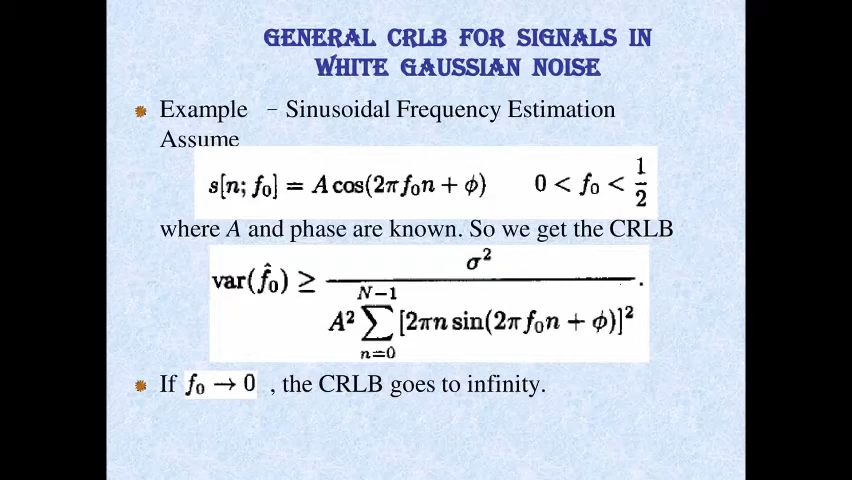 GENERAL CRLB FOR SIGNALS IN
WHITE GAUSSIAN NOISE
Example – Sinusoidal Frequency Estimation
Assume
s[n; f₀] = A cos(2πf₀n + ϕ) 0 < f₀ < 1/2
where A and phase are known. So we get the CRLB
var(f̂₀) ≥ σ² / (A² ∑_{n=0}^{N−1} [2πn sin(2πf₀n + ϕ)]²).
If f₀ → 0 , the CRLB goes to infinity.